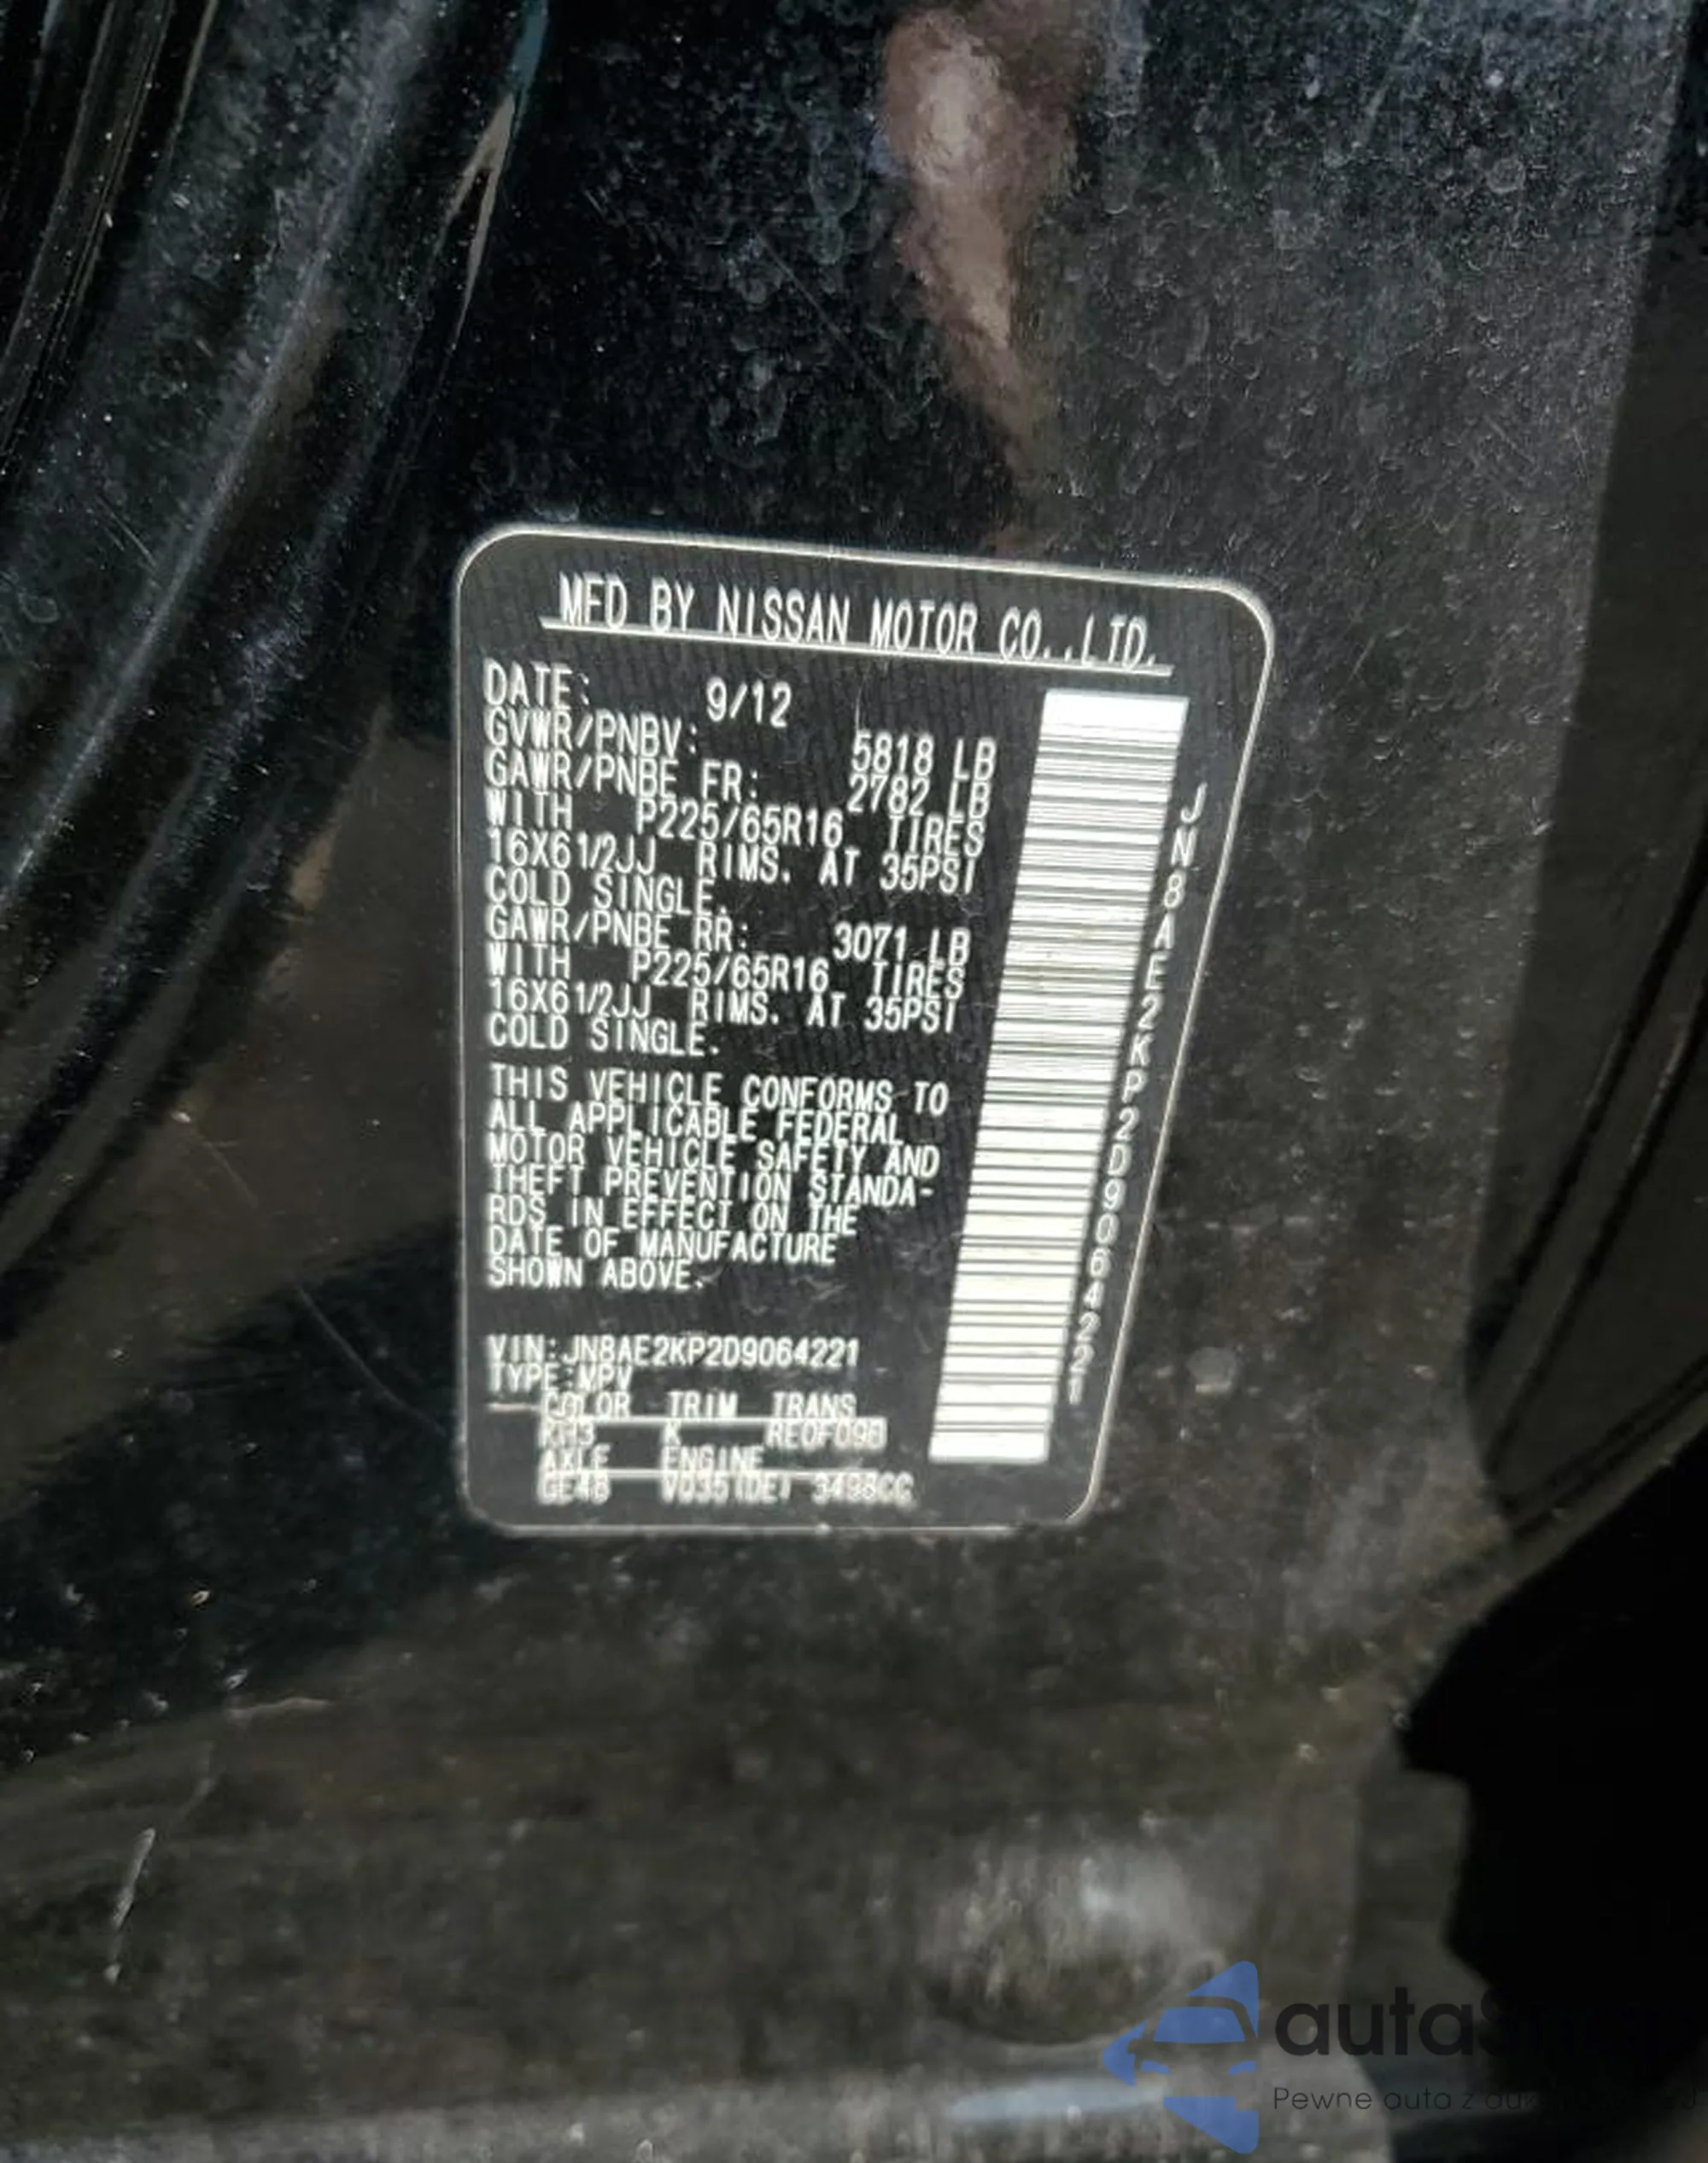 MFD BY NISSAN MOTOR CO.,LTD.
DATE: 9/12
GVWR/PNBV: 5818 LB
GAWR/PNBE FR: 2782 LB
WITH P225/65R16 TIRES
16X61/2JJ RIMS. AT 35PSI
COLD SINGLE.
GAWR/PNBE RR: 3071 LB
WITH P225/65R16 TIRES
16X61/2JJ RIMS. AT 35PSI
COLD SINGLE.
THIS VEHICLE CONFORMS TO
ALL APPLICABLE FEDERAL
MOTOR VEHICLE SAFETY AND
THEFT PREVENTION STANDA-
RDS IN EFFECT ON THE
DATE OF MANUFACTURE
SHOWN ABOVE.
VIN:JN8AE2KP2D9064221
TYPE:MPV
COLOR TRIM TRANS
KH3 K RE0F09B
AXLE ENGINE
GE48 VQ35(DE) 3498CC
JN8AE2KP2D9064221
Pewne auta z